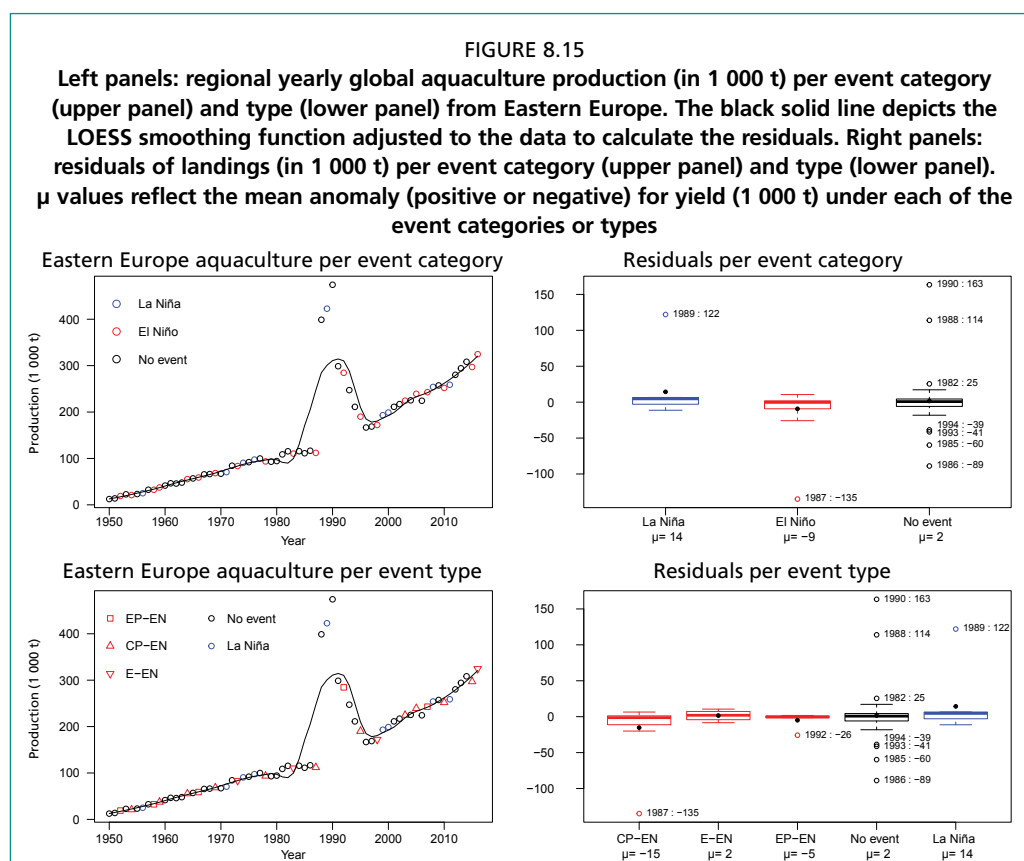 FIGURE 8.15
Left panels: regional yearly global aquaculture production (in 1 000 t) per event category
(upper panel) and type (lower panel) from Eastern Europe. The black solid line depicts the
LOESS smoothing function adjusted to the data to calculate the residuals. Right panels:
residuals of landings (in 1 000 t) per event category (upper panel) and type (lower panel).
µ values reflect the mean anomaly (positive or negative) for yield (1 000 t) under each of the
event categories or types
Eastern Europe aquaculture per event category
Production (1 000 t)
400
300
200
100
0
La Niña
El Niño
No event
1950 1960 1970 1980 1990 2000 2010
Year
Residuals per event category
150
100
50
0
−50
−100
1989 : 122
1987 : −135
1990 : 163
1988 : 114
1982 : 25
1994 : −39
1993 : −41
1985 : −60
1986 : −89
La Niña El Niño No event
µ= 14 µ= −9 µ= 2
Eastern Europe aquaculture per event type
Production (1 000 t)
400
300
200
100
0
EP−EN No event
CP−EN La Niña
E−EN
1950 1960 1970 1980 1990 2000 2010
Year
Residuals per event type
150
100
50
0
−50
−100
1987 : −135
1992 : −26
1990 : 163
1988 : 114
1982 : 25
1994 : −39
1993 : −41
1985 : −60
1986 : −89
1989 : 122
CP−EN E−EN EP−EN No event La Niña
µ= −15 µ= 2 µ= −5 µ= 2 µ= 14